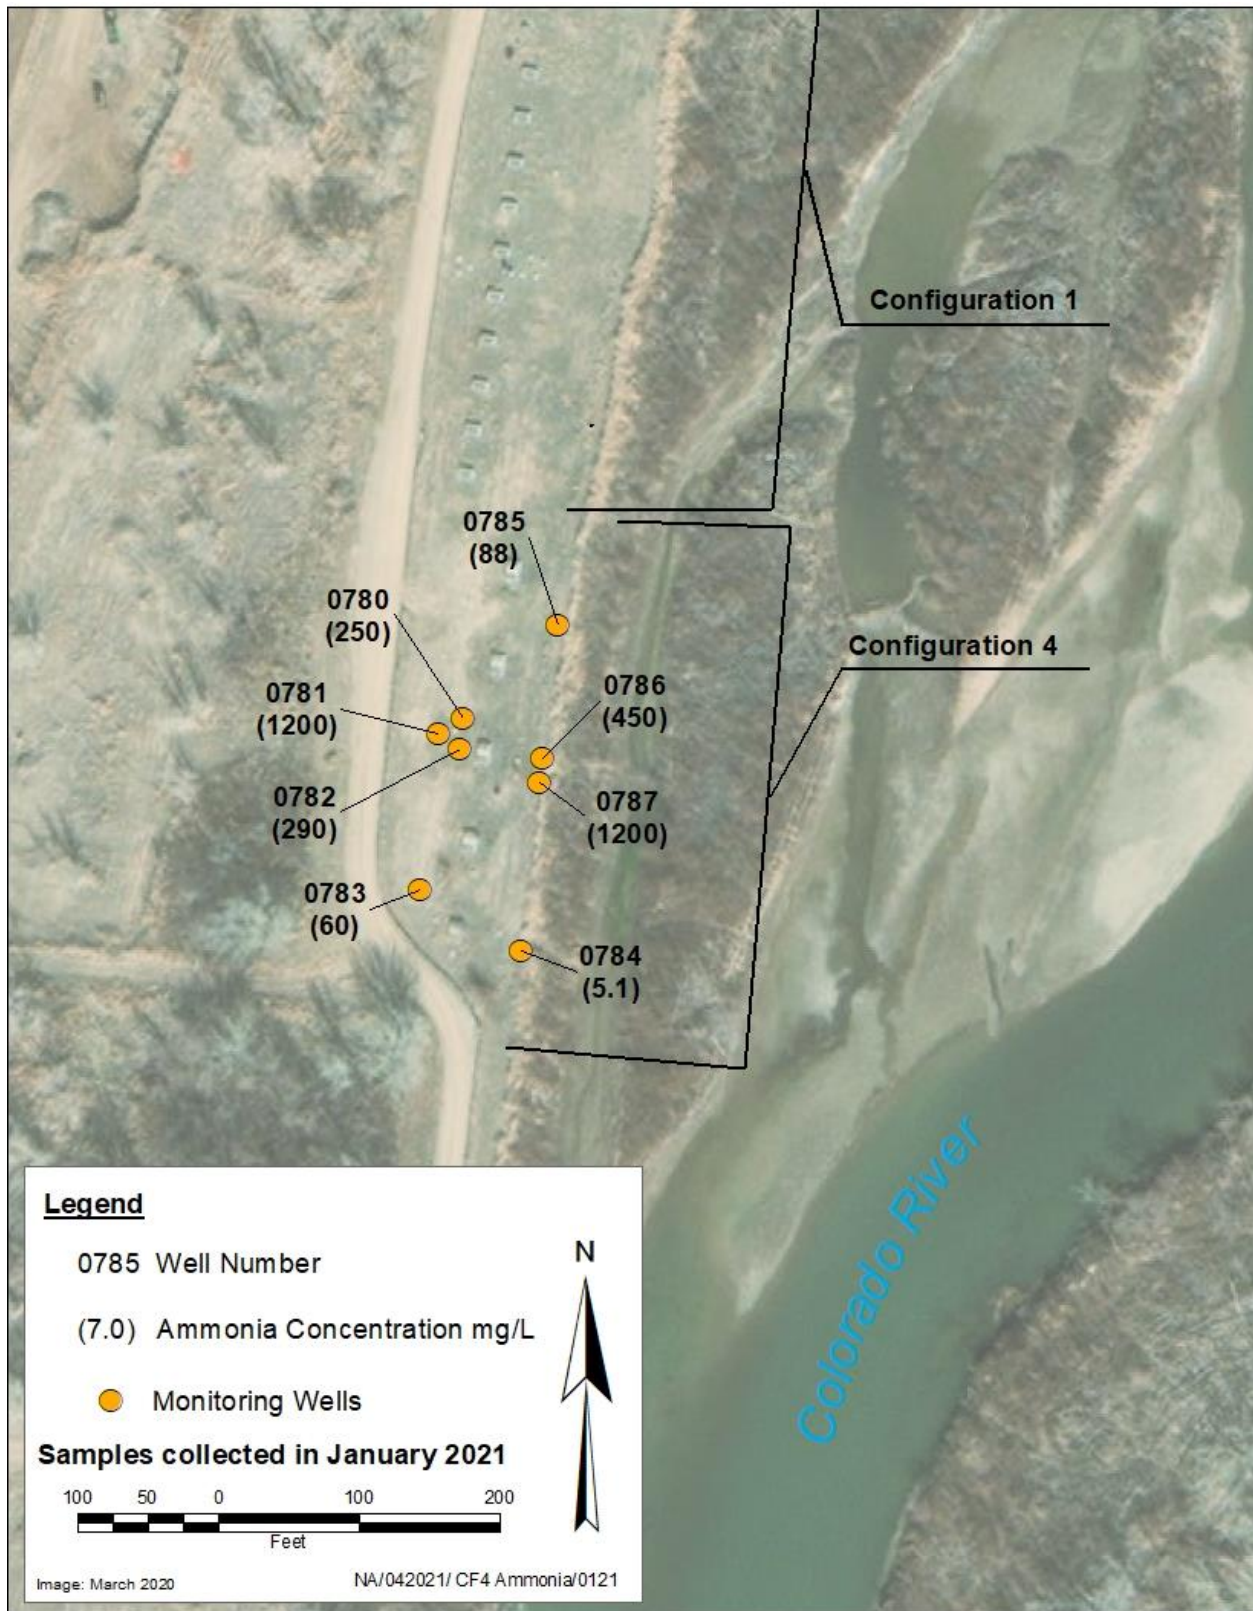 Configuration 1
0785
(88)
0780
(250)
Configuration 4
0781
(1200)
0786
(450)
0782
(290)
0787
(1200)
0783
(60)
0784
(5.1)
Colorado River
Legend
0785 Well Number
N
(7.0) Ammonia Concentration mg/L
Monitoring Wells
Samples collected in January 2021
100 50 0 100 200
Feet
Image: March 2020
NA/042021/ CF4 Ammonia/0121